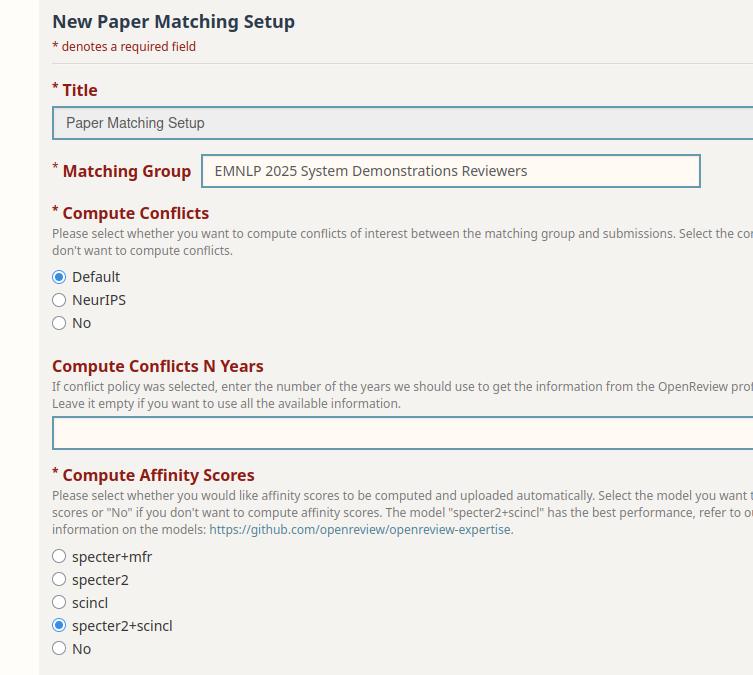 New Paper Matching Setup
* denotes a required field
* Title
Paper Matching Setup
* Matching Group EMNLP 2025 System Demonstrations Reviewers
* Compute Conflicts
Please select whether you want to compute conflicts of interest between the matching group and submissions. Select the
don't want to compute conflicts.
Default
NeurIPS
No
Compute Conflicts N Years
If conflict policy was selected, enter the number of the years we should use to get the information from the OpenReview
Leave it empty if you want to use all the available information.
* Compute Affinity Scores
Please select whether you would like affinity scores to be computed and uploaded automatically. Select the model you want
scores or "No" if you don't want to compute affinity scores. The model "specter2+scincl" has the best performance, refer to
information on the models: https://github.com/openreview/openreview-expertise.
specter+mfr
specter2
scincl
specter2+scincl
No